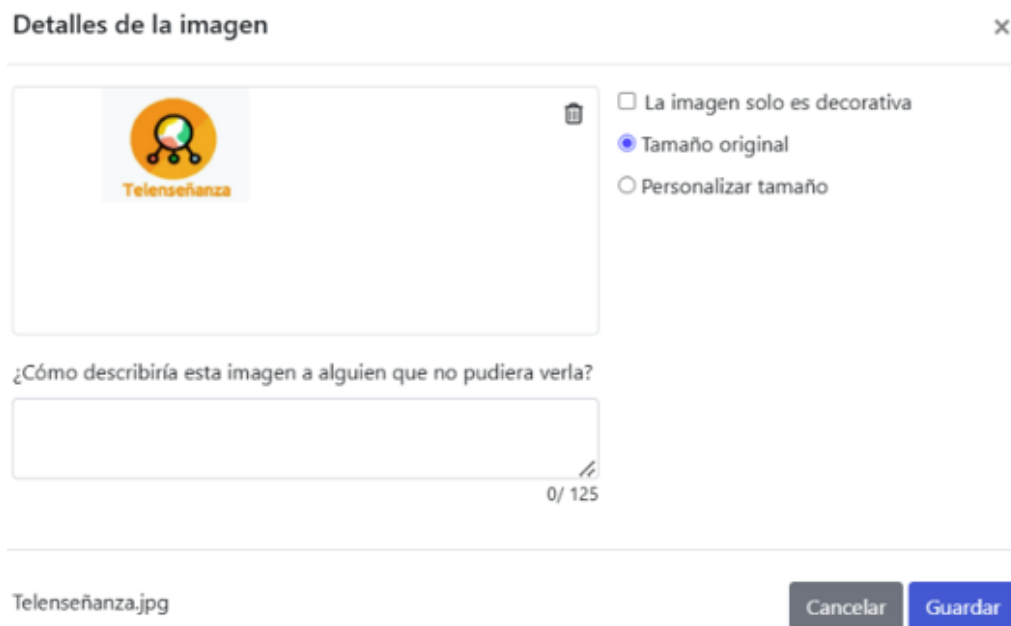 Detalles de la imagen
×
La imagen solo es decorativa
Tamaño original
Personalizar tamaño
Telenseñanza
¿Cómo describiría esta imagen a alguien que no pudiera verla?
0/ 125
Telenseñanza.jpg
Cancelar
Guardar